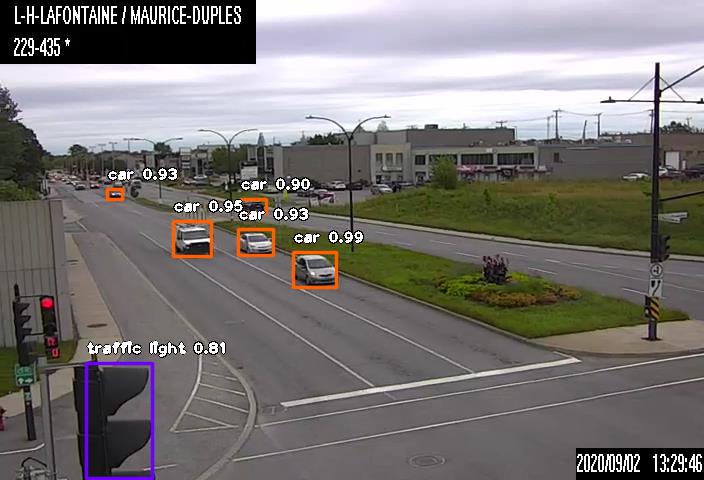 L-H-LAFONTAINE / MAURICE-DUPLES
229-435 *
car 0.93
car 0.90
car 0.95
car 0.93
car 0.99
traffic light 0.81
2020/09/02 13:29:46